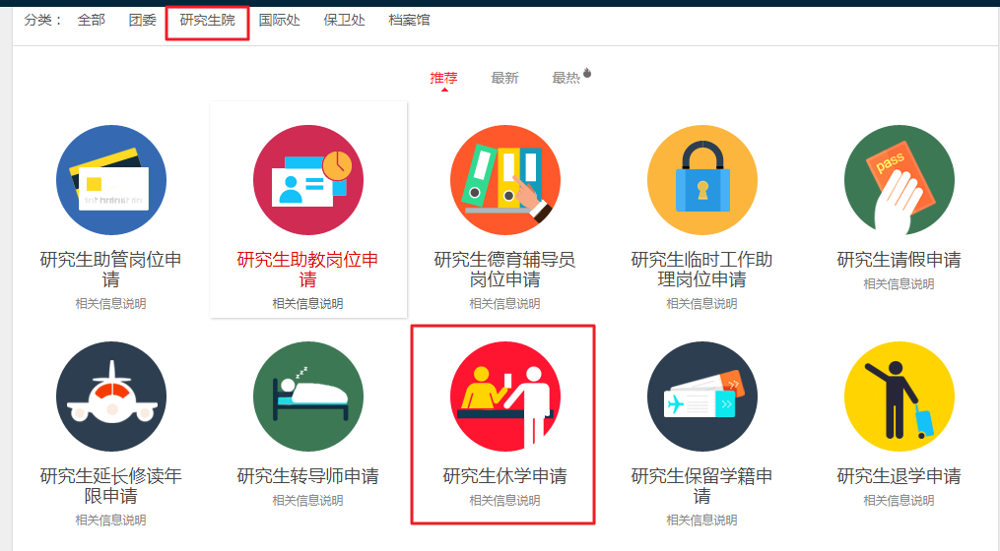 分类： 全部 团委 研究生院 国际处 保卫处 档案馆
推荐 最新 最热
pass
研究生助管岗位申
请
相关信息说明
研究生助教岗位申
请
相关信息说明
研究生德育辅导员
岗位申请
相关信息说明
研究生临时工作助
理岗位申请
相关信息说明
研究生请假申请
相关信息说明
zzz
研究生延长修读年
限申请
相关信息说明
研究生转导师申请
相关信息说明
研究生休学申请
相关信息说明
研究生保留学籍申
请
相关信息说明
研究生退学申请
相关信息说明